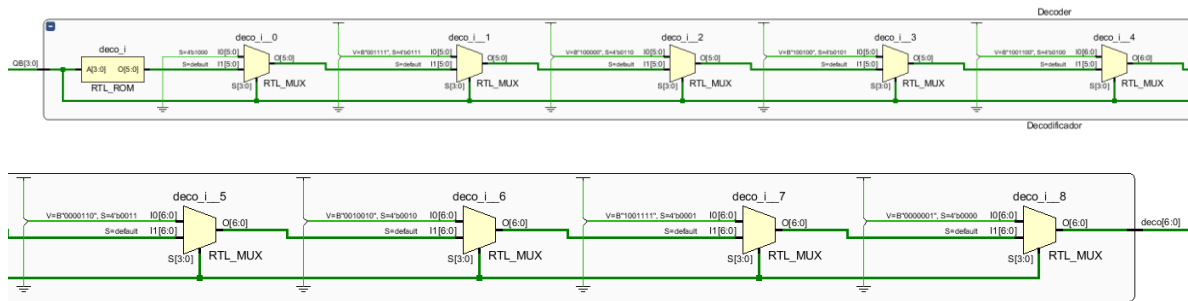 Decoder
deco_i deco_i__0 deco_i__1 deco_i__2 deco_i__3 deco_i__4
S=4'b1000 I0[5:0] V=B"001111", S=4'b0111 I0[5:0] V=B"100000", S=4'b0110 I0[5:0] V=B"100100", S=4'b0101 I0[5:0] V=B"1001100", S=4'b0100 I0[6:0]
QB[3:0] A[3:0] O[5:0] S=default I1[5:0] O[5:0] S=default I1[5:0] O[5:0] S=default I1[5:0] O[5:0] S=default I1[5:0] O[5:0] S=default I1[6:0] O[6:0]
RTL_ROM S[3:0] RTL_MUX S[3:0] RTL_MUX S[3:0] RTL_MUX S[3:0] RTL_MUX S[3:0] RTL_MUX
Decodificador
deco_i__5 deco_i__6 deco_i__7 deco_i__8
V=B"0000110", S=4'b0011 I0[6:0] V=B"0010010", S=4'b0010 I0[6:0] V=B"1001111", S=4'b0001 I0[6:0] V=B"0000001", S=4'b0000 I0[6:0]
S=default I1[6:0] O[6:0] S=default I1[6:0] O[6:0] S=default I1[6:0] O[6:0] S=default I1[6:0] O[6:0] deco[6:0]
S[3:0] RTL_MUX S[3:0] RTL_MUX S[3:0] RTL_MUX S[3:0] RTL_MUX